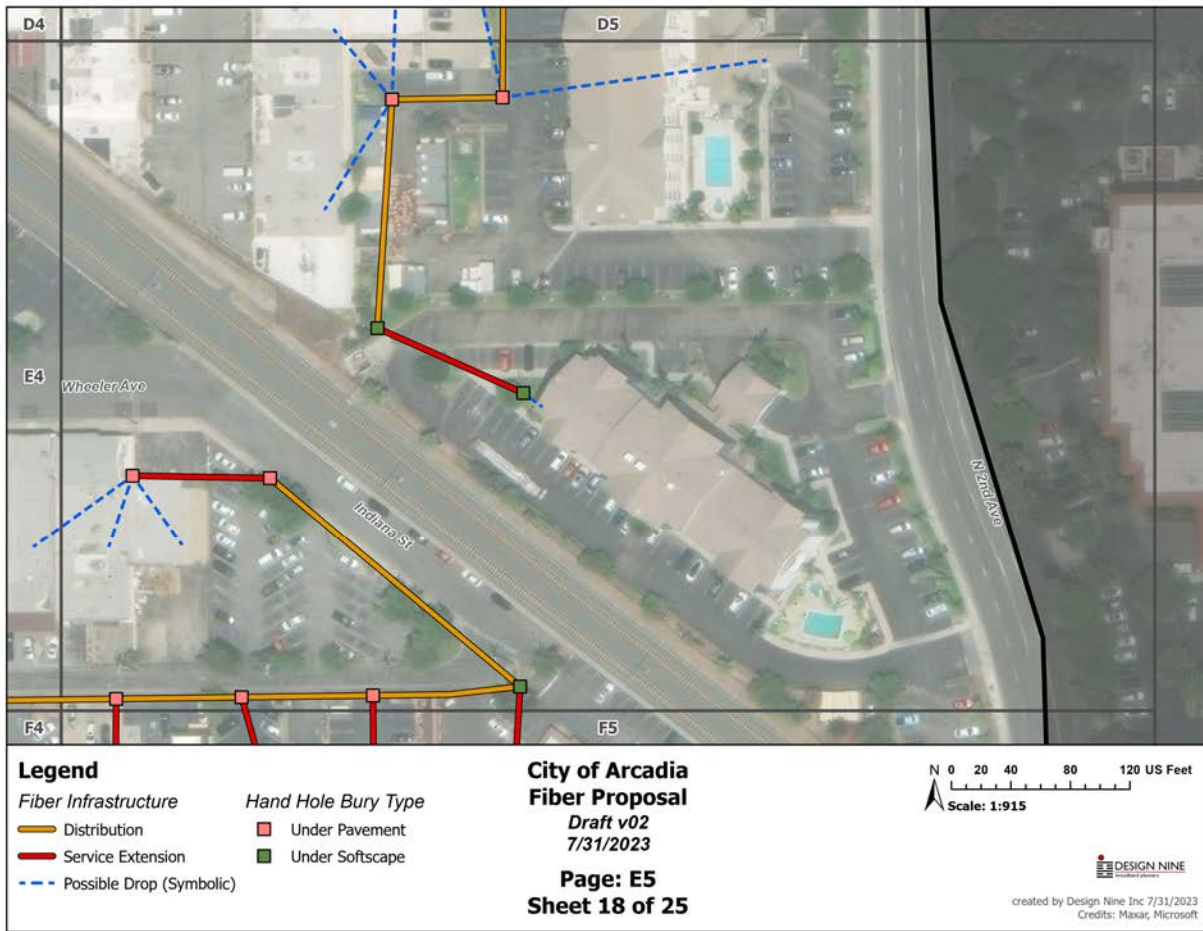 D4
D5
E4
Wheeler Ave
Indiana St
N 2nd Ave
F4
F5
Legend
Fiber Infrastructure
Distribution
Service Extension
Possible Drop (Symbolic)
Hand Hole Bury Type
Under Pavement
Under Softscape
City of Arcadia
Fiber Proposal
Draft v02
7/31/2023
Page: E5
Sheet 18 of 25
N
0 20 40 80 120 US Feet
Scale: 1:915
DESIGN NINE
broadband planners
created by Design Nine Inc 7/31/2023
Credits: Maxar, Microsoft